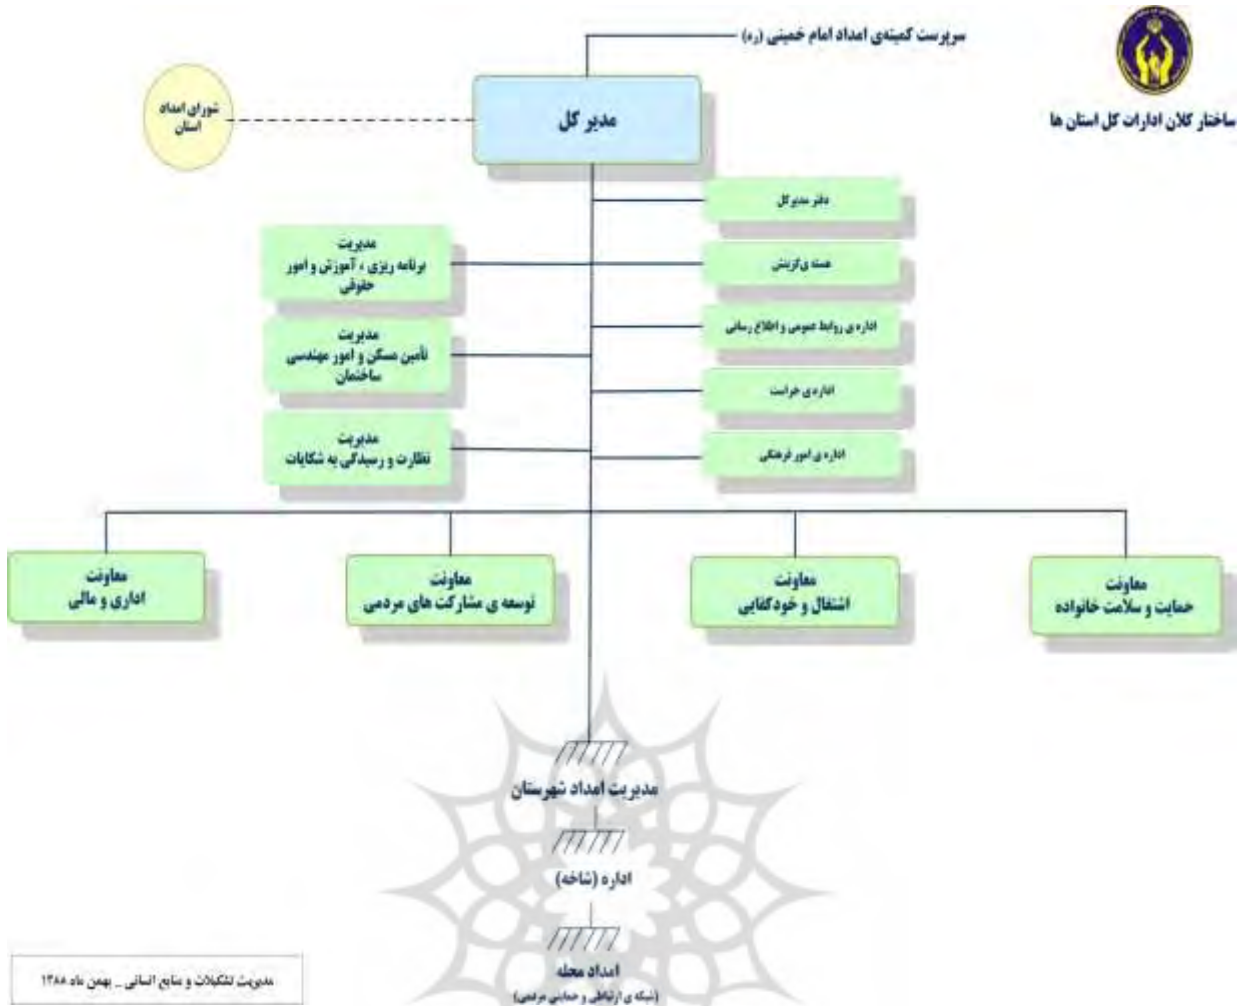 سرپرست کمیته‌ی امداد امام خمینی (ره)
ساختار کلان ادارات کل استان ها
مدیر کل
شورای امداد
استان
دفتر مدیرکل
هسته ی گزینش
اداره ی روابط عمومی و اطلاع رسانی
اداره ی حراست
اداره ی امور فرهنگی
مدیریت
برنامه ریزی ، آموزش و امور
حقوقی
مدیریت
تأمین مسکن و امور مهندسی
ساختمان
مدیریت
نظارت و رسیدگی به شکایات
معاونت
حمایت و سلامت خانواده
معاونت
اشتغال و خودکفایی
معاونت
توسعه ی مشارکت های مردمی
معاونت
اداری و مالی
مدیریت امداد شهرستان
اداره (شاخه)
امداد محله
(شبکه ی ارتباطی و حمایتی مردمی)
مدیریت تشکیلات و منابع انسانی _ بهمن ماه ۱۳۸۸